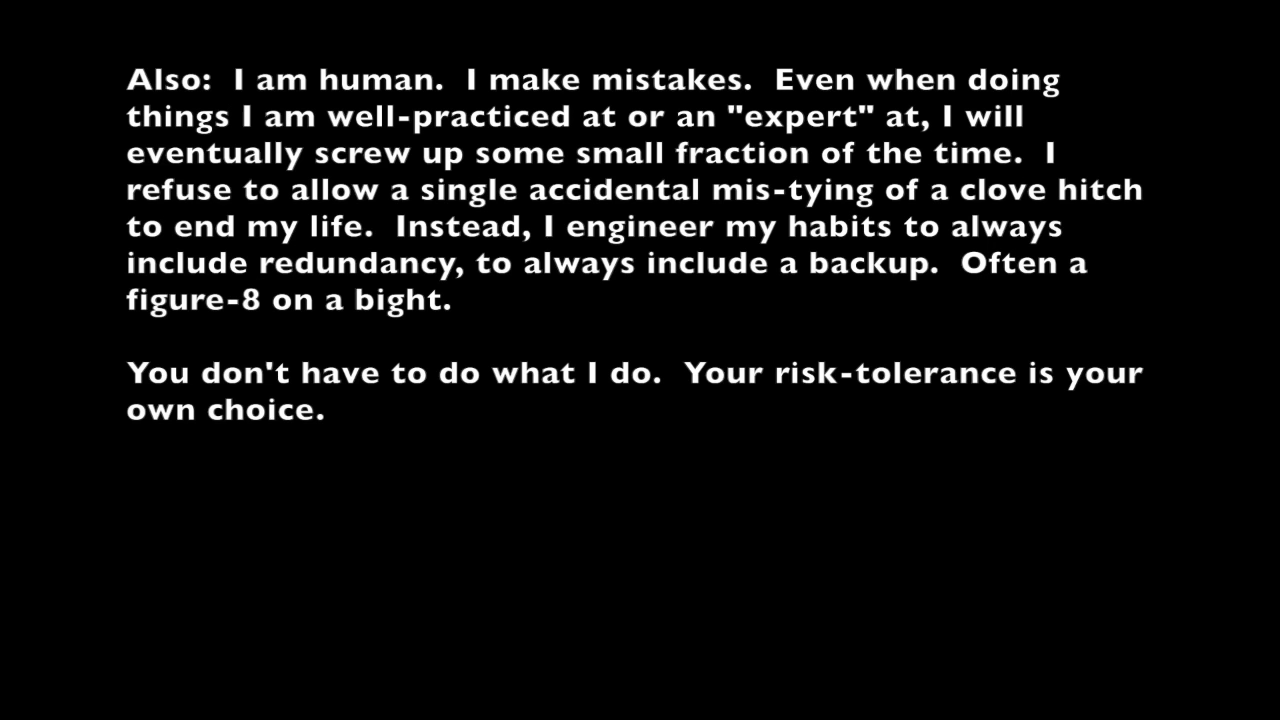 Also:  I am human.  I make mistakes.  Even when doing
things I am well-practiced at or an "expert" at, I will
eventually screw up some small fraction of the time.  I
refuse to allow a single accidental mis-tying of a clove hitch
to end my life.  Instead, I engineer my habits to always
include redundancy, to always include a backup.  Often a
figure-8 on a bight.
You don't have to do what I do.  Your risk-tolerance is your
own choice.